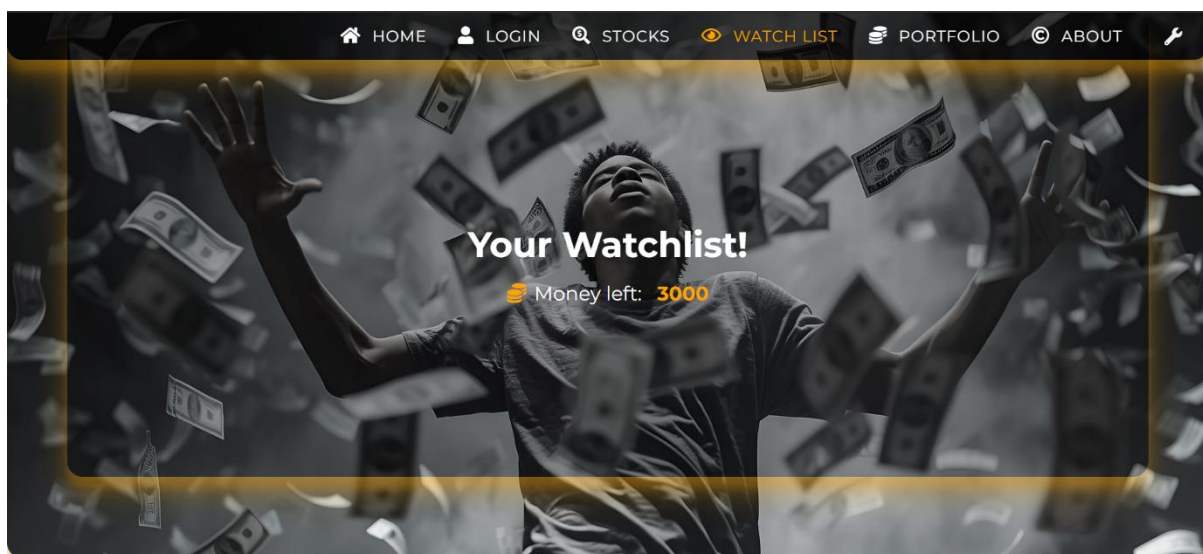 HOME LOGIN STOCKS WATCH LIST PORTFOLIO © ABOUT
Your Watchlist!
Money left: 3000